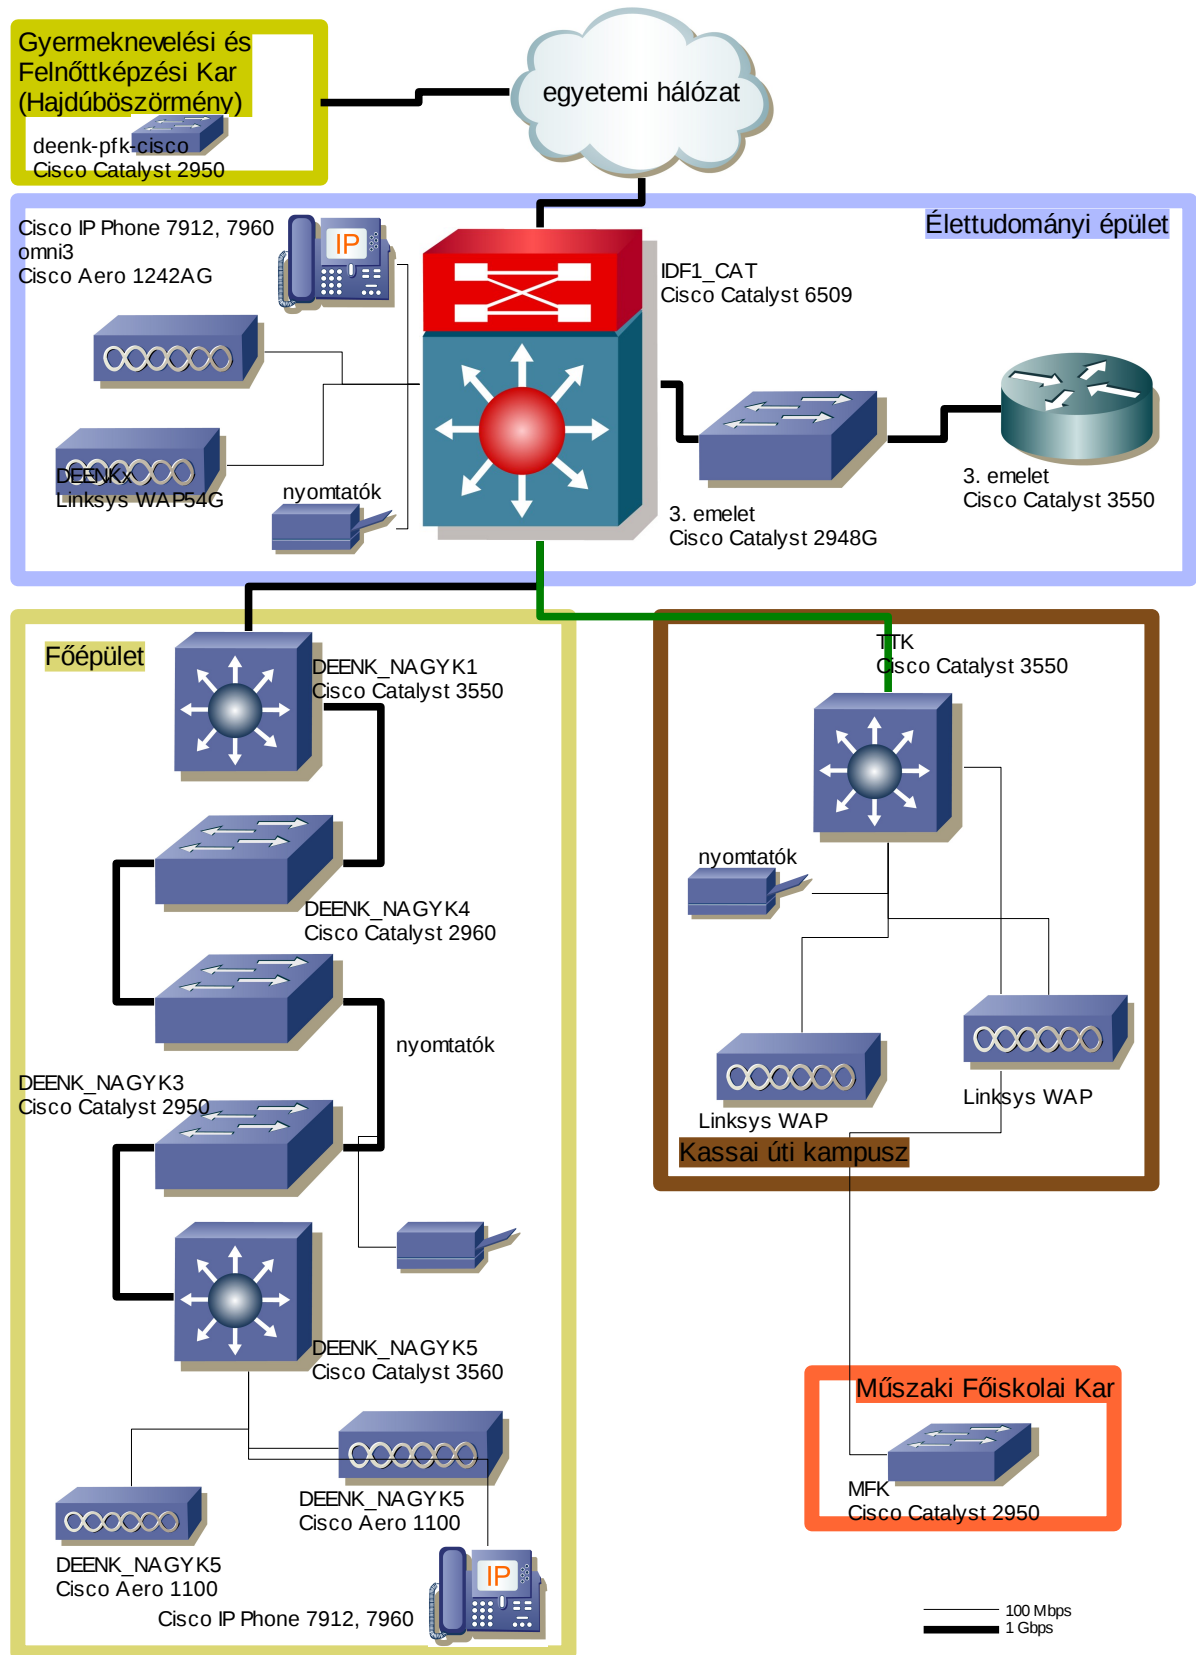 Gyermeknevelési és
Felnőttképzési Kar
(Hajdúböszörmény)
deenk-pfk-cisco
Cisco Catalyst 2950
egyetemi hálózat
Élettudományi épület
Cisco IP Phone 7912, 7960
omni3
Cisco Aero 1242AG
IP
IDF1_CAT
Cisco Catalyst 6509
DEENKx
Linksys WAP54G
nyomtatók
3. emelet
Cisco Catalyst 2948G
3. emelet
Cisco Catalyst 3550
Főépület
DEENK_NAGYK1
Cisco Catalyst 3550
DEENK_NAGYK4
Cisco Catalyst 2960
nyomtatók
DEENK_NAGYK3
Cisco Catalyst 2950
DEENK_NAGYK5
Cisco Catalyst 3560
DEENK_NAGYK5
Cisco Aero 1100
DEENK_NAGYK5
Cisco Aero 1100
IP
Cisco IP Phone 7912, 7960
TTK
Cisco Catalyst 3550
nyomtatók
Linksys WAP
Linksys WAP
Kassai úti kampusz
Műszaki Főiskolai Kar
MFK
Cisco Catalyst 2950
100 Mbps
1 Gbps